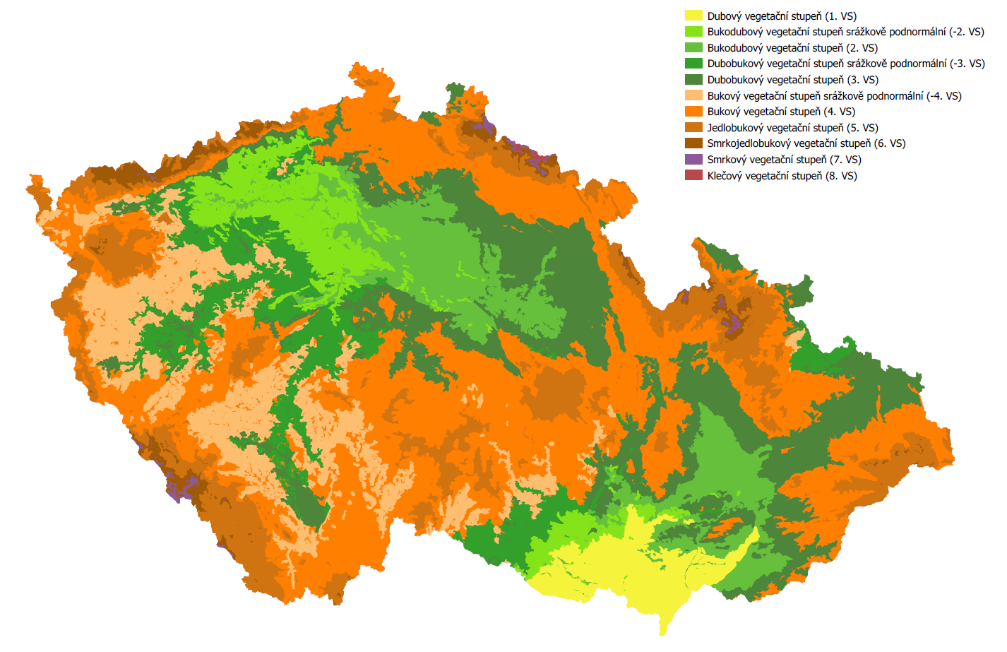 Dubový vegetační stupeň (1. VS)
Bukodubový vegetační stupeň srážkově podnormální (-2. VS)
Bukodubový vegetační stupeň (2. VS)
Dubobukový vegetační stupeň srážkově podnormální (-3. VS)
Dubobukový vegetační stupeň (3. VS)
Bukový vegetační stupeň srážkově podnormální (-4. VS)
Bukový vegetační stupeň (4. VS)
Jedlobukový vegetační stupeň (5. VS)
Smrkojedlobukový vegetační stupeň (6. VS)
Smrkový vegetační stupeň (7. VS)
Klečový vegetační stupeň (8. VS)